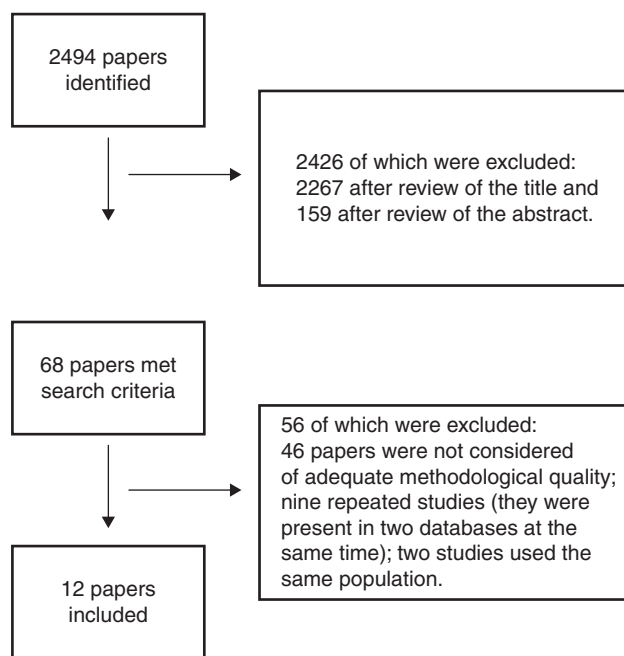 2494 papers
identified
2426 of which were excluded:
2267 after review of the title and
159 after review of the abstract.
68 papers met
search criteria
56 of which were excluded:
46 papers were not considered
of adequate methodological quality;
nine repeated studies (they were
present in two databases at the
same time); two studies used the
same population.
12 papers
included